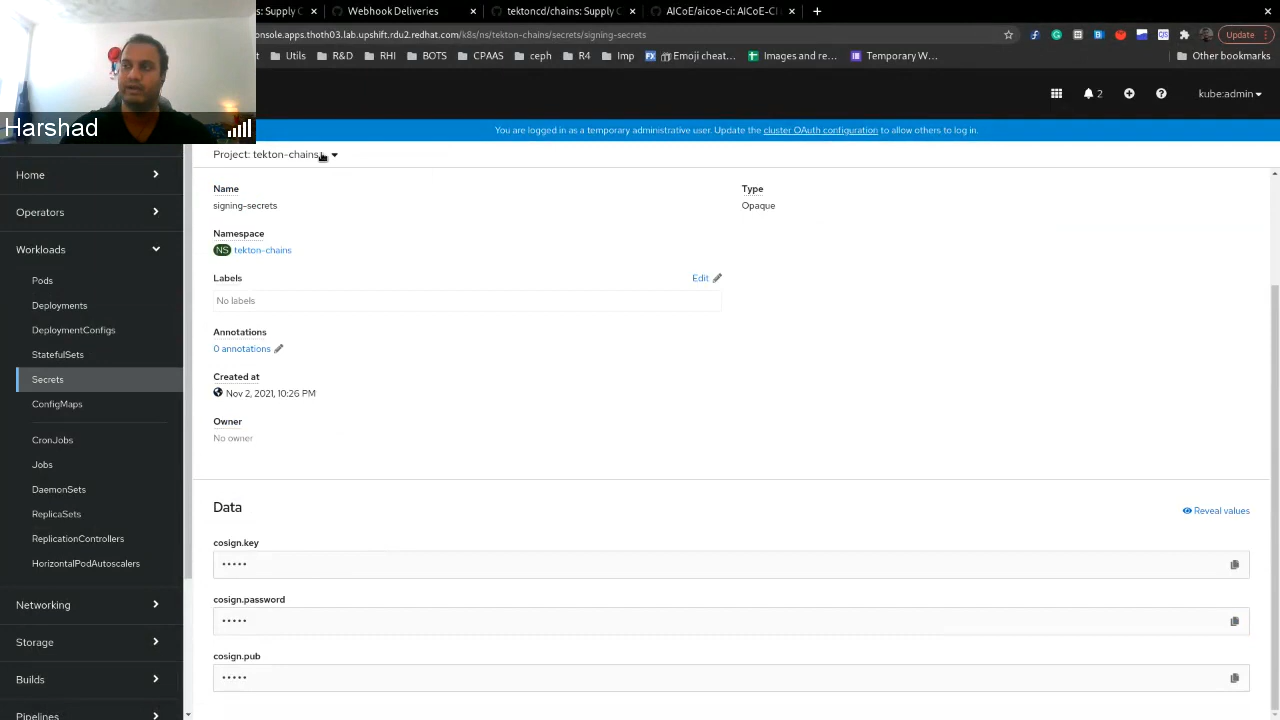 s: Supply C
Webhook Deliveries
tektoncd/chains: Supply C
AICoE/aicoe-ci: AICoE-CI
onsole.apps.thoth03.lab.upshift.rdu2.redhat.com/k8s/ns/tekton-chains/secrets/signing-secrets
Update
Utils R&D RHI BOTS CPAAS ceph R4 Imp Emoji cheat... Images and re... Temporary W...
Other bookmarks
2 kube:admin
Harshad
You are logged in as a temporary administrative user. Update the cluster OAuth configuration to allow others to log in.
Project: tekton-chains
Home
Operators
Workloads
Pods
Deployments
DeploymentConfigs
StatefulSets
Secrets
ConfigMaps
CronJobs
Jobs
DaemonSets
ReplicaSets
ReplicationControllers
HorizontalPodAutoscalers
Networking
Storage
Builds
Pipelines
Name
signing-secrets
Type
Opaque
Namespace
NS tekton-chains
Labels
Edit
No labels
Annotations
0 annotations
Created at
Nov 2, 2021, 10:26 PM
Owner
No owner
Data
Reveal values
cosign.key
•••••
cosign.password
•••••
cosign.pub
•••••